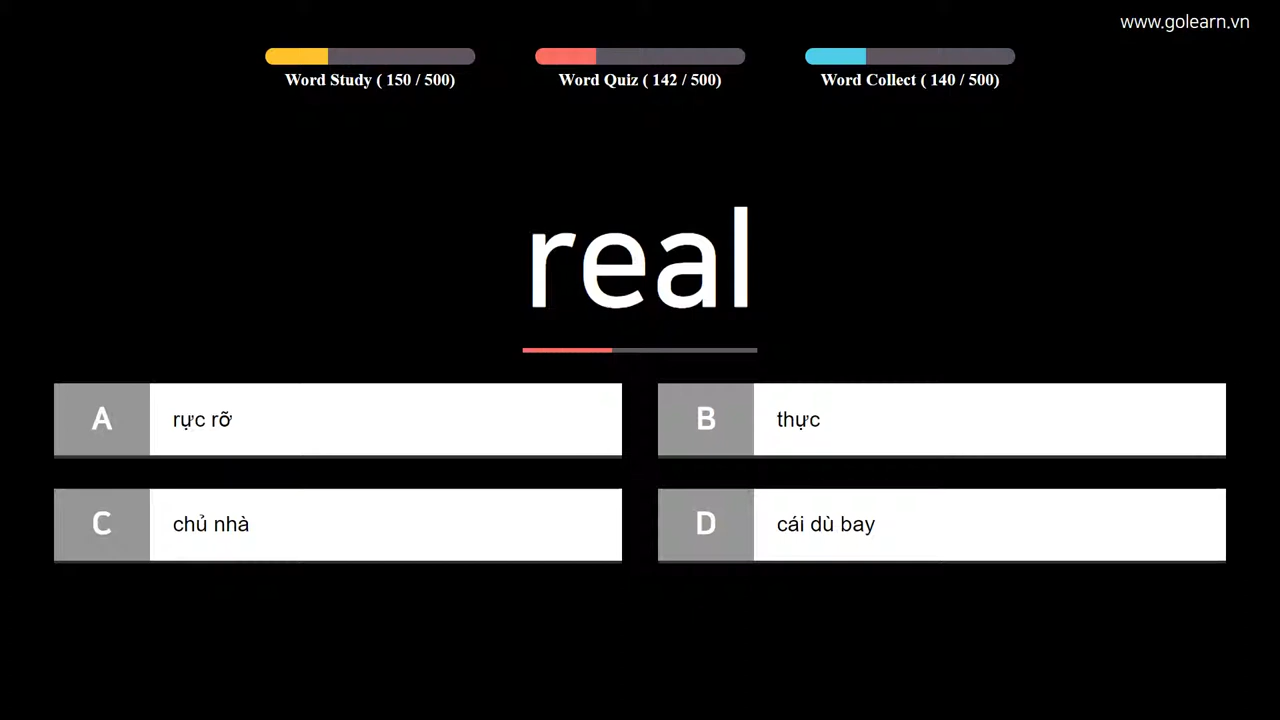 www.golearn.vn
Word Study ( 150 / 500)
Word Quiz ( 142 / 500)
Word Collect ( 140 / 500)
real
A rực rỡ
B thực
C chủ nhà
D cái dù bay